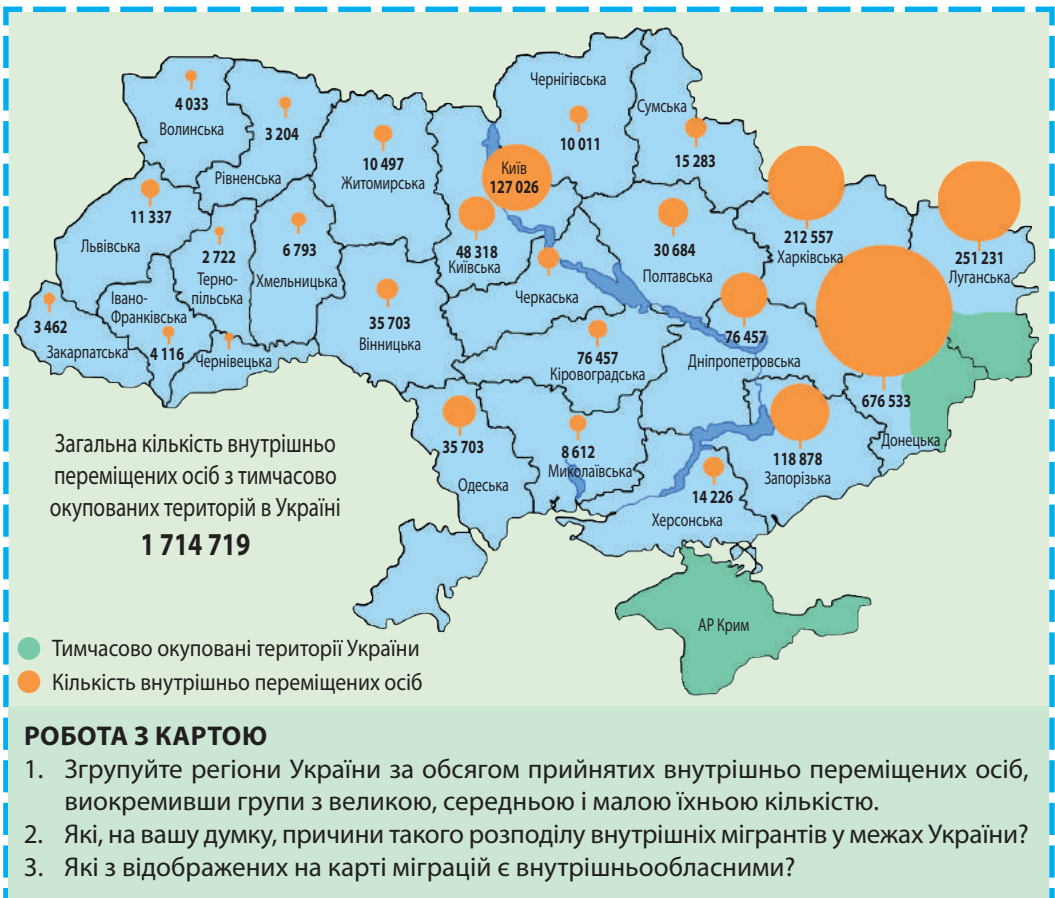 Чернігівська
10 011
Сумська
15 283
4 033
Волинська
3 204
Рівненська
10 497
Житомирська
Київ
127 026
11 337
Львівська
2 722
Терно-
пільська
6 793
Хмельницька
48 318
Київська
30 684
Полтавська
212 557
Харківська
251 231
Луганська
3 462
Закарпатська
Івано-
Франківська
4 116
Чернівецька
35 703
Вінницька
Черкаська
76 457
Кіровоградська
76 457
Дніпропетровська
676 533
Донецька
35 703
Одеська
8 612
Миколаївська
14 226
Херсонська
118 878
Запорізька
АР Крим
Загальна кількість внутрішньо
переміщених осіб з тимчасово
окупованих територій в Україні
1 714 719
Тимчасово окуповані території України
Кількість внутрішньо переміщених осіб
РОБОТА З КАРТОЮ
1. Згрупуйте регіони України за обсягом прийнятих внутрішньо переміщених осіб,
виокремивши групи з великою, середньою і малою їхньою кількістю.
2. Які, на вашу думку, причини такого розподілу внутрішніх мігрантів у межах України?
3. Які з відображених на карті міграцій є внутрішньообласними?